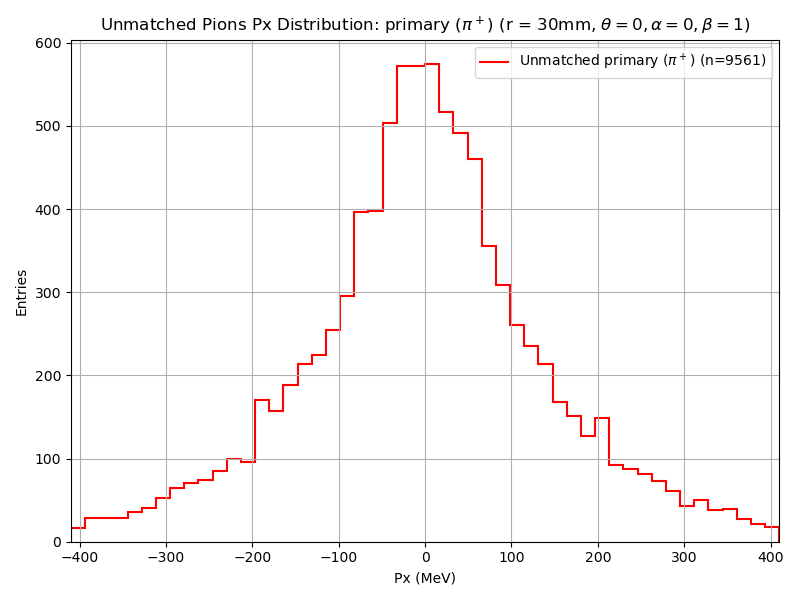 Unmatched Pions Px Distribution: primary (π⁺) (r = 30mm, θ = 0, α = 0, β = 1)
Unmatched primary (π⁺) (n=9561)
600
500
400
300
200
100
0
Entries
−400 −300 −200 −100 0 100 200 300 400
Px (MeV)